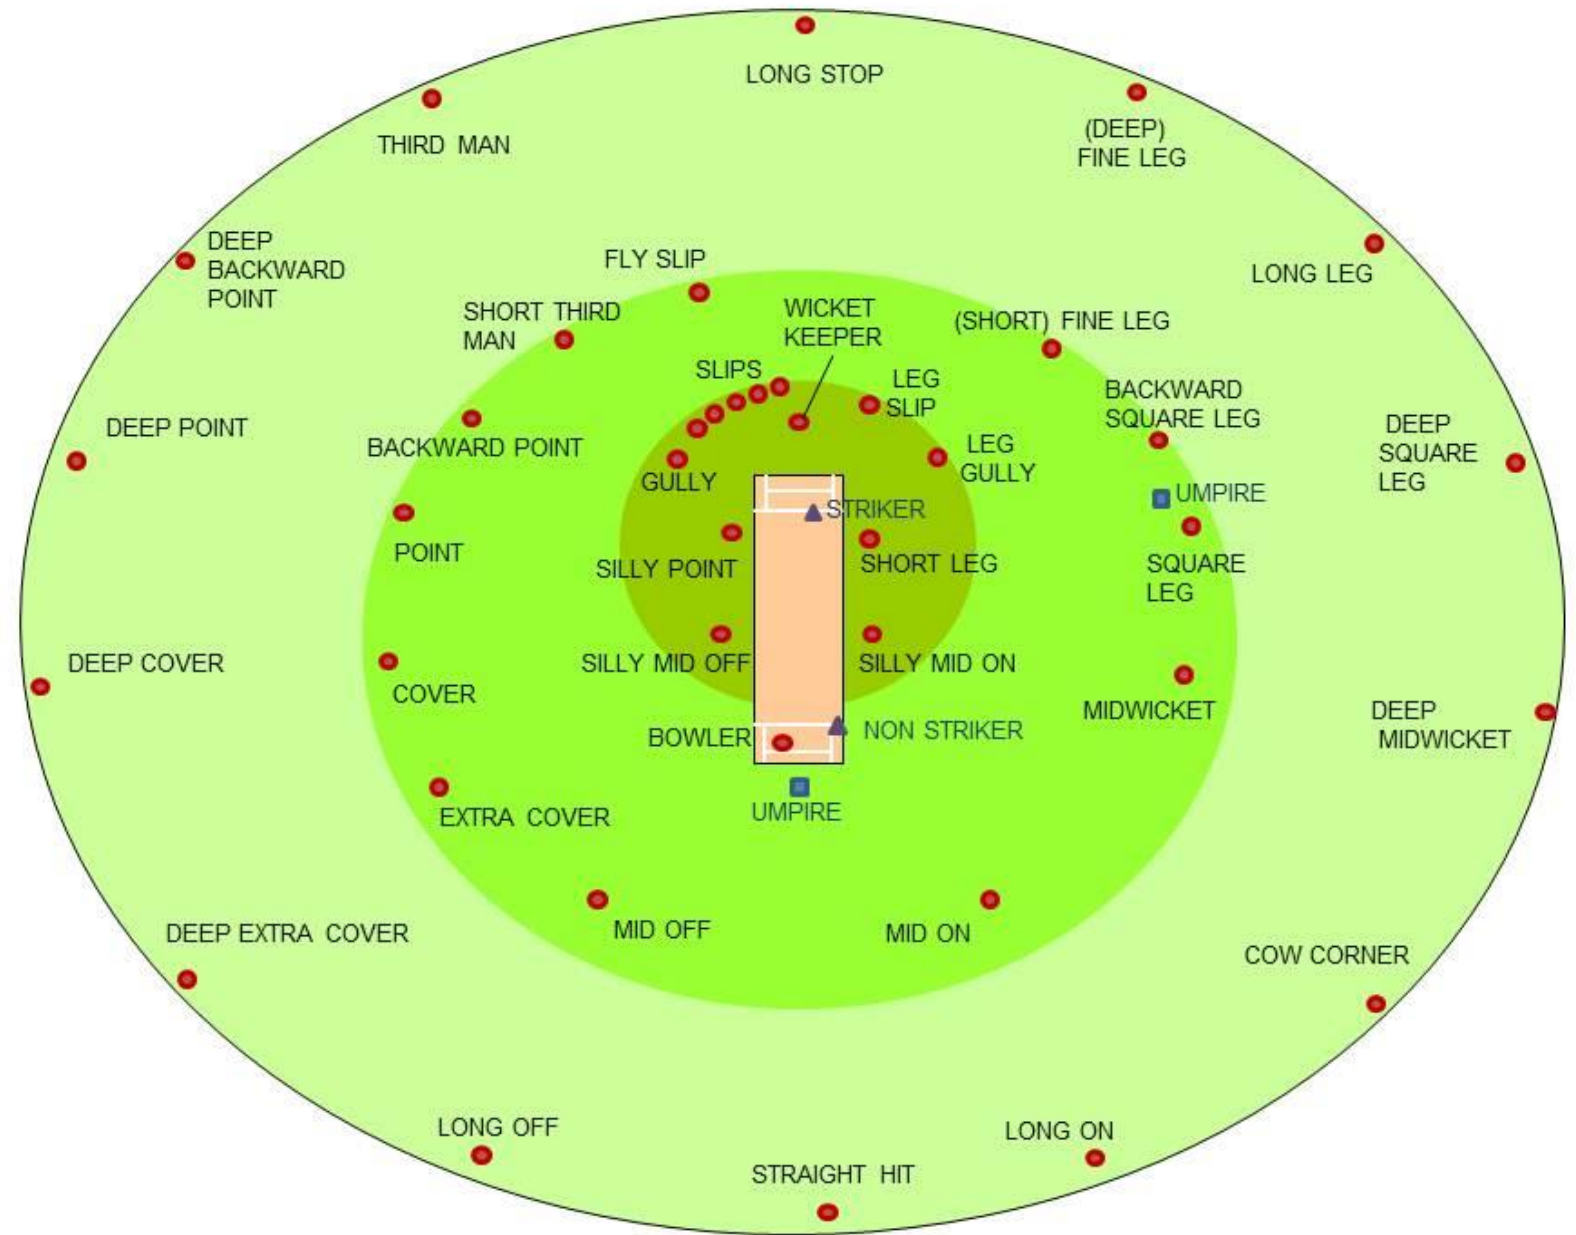 LONG STOP
(DEEP)
FINE LEG
THIRD MAN
DEEP
BACKWARD
POINT
FLY SLIP
LONG LEG
SHORT THIRD
MAN
WICKET
KEEPER
(SHORT) FINE LEG
SLIPS
LEG
SLIP
BACKWARD
SQUARE LEG
DEEP POINT
BACKWARD POINT
LEG
GULLY
DEEP
SQUARE
LEG
GULLY
UMPIRE
STRIKER
POINT
SILLY POINT
SHORT LEG
SQUARE
LEG
DEEP COVER
COVER
SILLY MID OFF
SILLY MID ON
MIDWICKET
DEEP
MIDWICKET
BOWLER
NON STRIKER
UMPIRE
EXTRA COVER
MID OFF
MID ON
DEEP EXTRA COVER
COW CORNER
LONG OFF
LONG ON
STRAIGHT HIT